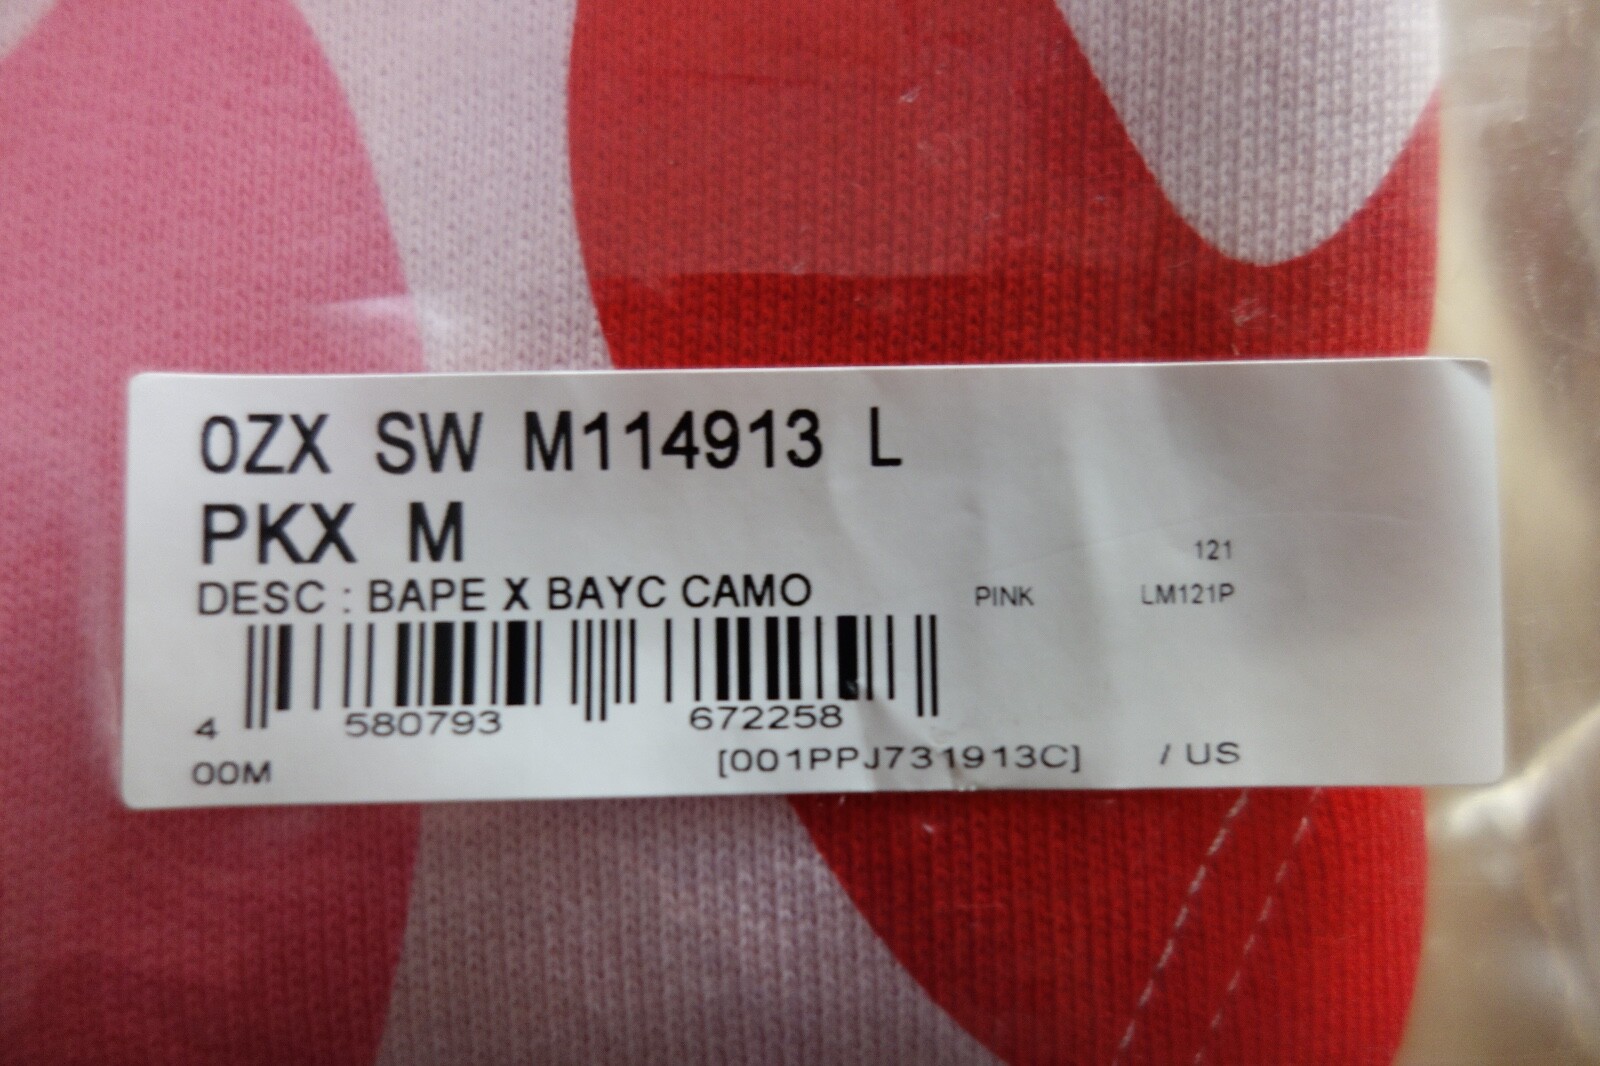 0ZX SW M114913 L
PKX M
121
DESC : BAPE X BAYC CAMO PINK LM121P
4 580793 672258
00M [001PPJ731913C] / US